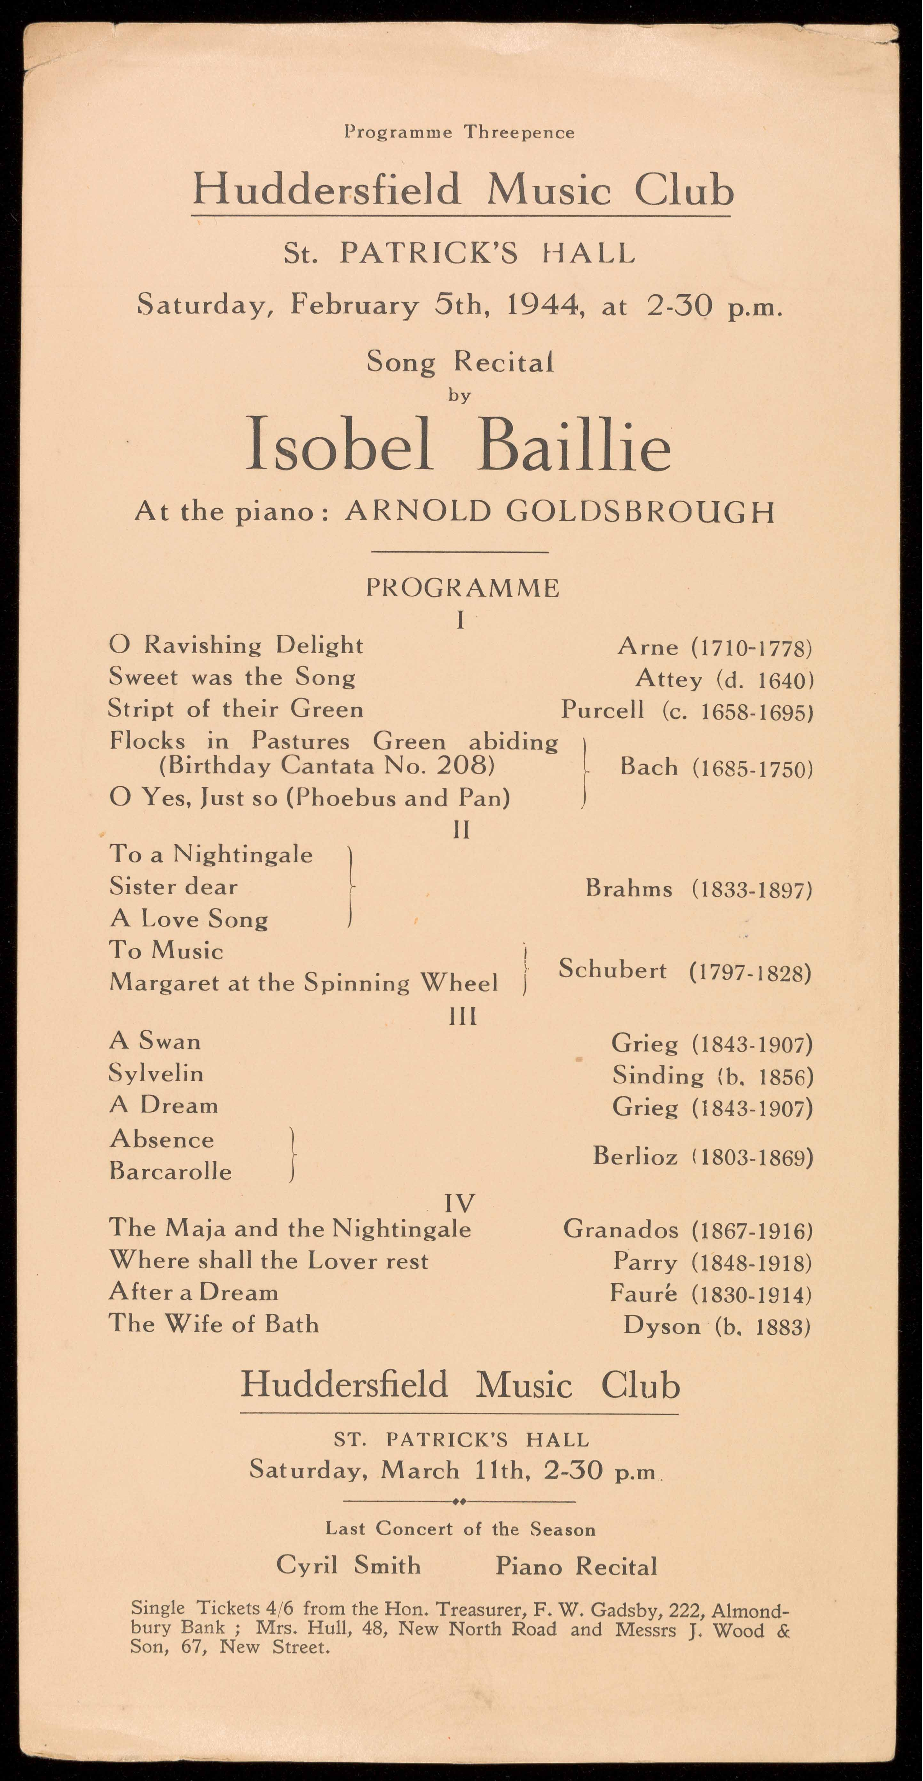 Programme Threepence
Huddersfield Music Club
St. PATRICK'S HALL
Saturday, February 5th, 1944, at 2-30 p.m.
Song Recital
by
Isobel Baillie
At the piano: ARNOLD GOLDSBROUGH
PROGRAMME
I
O Ravishing Delight Arne (1710-1778)
Sweet was the Song Attey (d. 1640)
Stript of their Green Purcell (c. 1658-1695)
Flocks in Pastures Green abiding
(Birthday Cantata No. 208) Bach (1685-1750)
O Yes, Just so (Phoebus and Pan)
II
To a Nightingale
Sister dear Brahms (1833-1897)
A Love Song
To Music
Schubert (1797-1828)
Margaret at the Spinning Wheel
III
A Swan Grieg (1843-1907)
Sylvelin Sinding (b. 1856)
A Dream Grieg (1843-1907)
Absence
Berlioz (1803-1869)
Barcarolle
IV
The Maja and the Nightingale Granados (1867-1916)
Where shall the Lover rest Parry (1848-1918)
After a Dream Fauré (1830-1914)
The Wife of Bath Dyson (b. 1883)
Huddersfield Music Club
ST. PATRICK'S HALL
Saturday, March 11th, 2-30 p.m.
Last Concert of the Season
Cyril Smith Piano Recital
Single Tickets 4/6 from the Hon. Treasurer, F. W. Gadsby, 222, Almond-
bury Bank ; Mrs. Hull, 48, New North Road and Messrs J. Wood &
Son, 67, New Street.